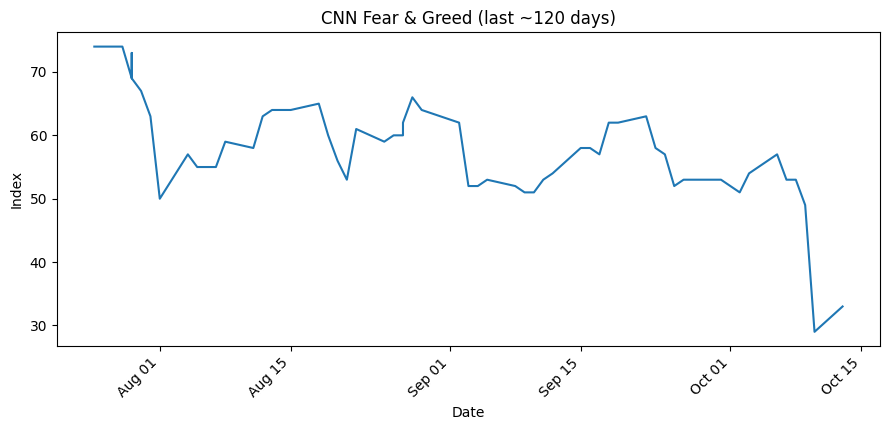 CNN Fear & Greed (last ~120 days)
Index
70
60
50
40
30
Aug 01
Aug 15
Sep 01
Sep 15
Oct 01
Oct 15
Date